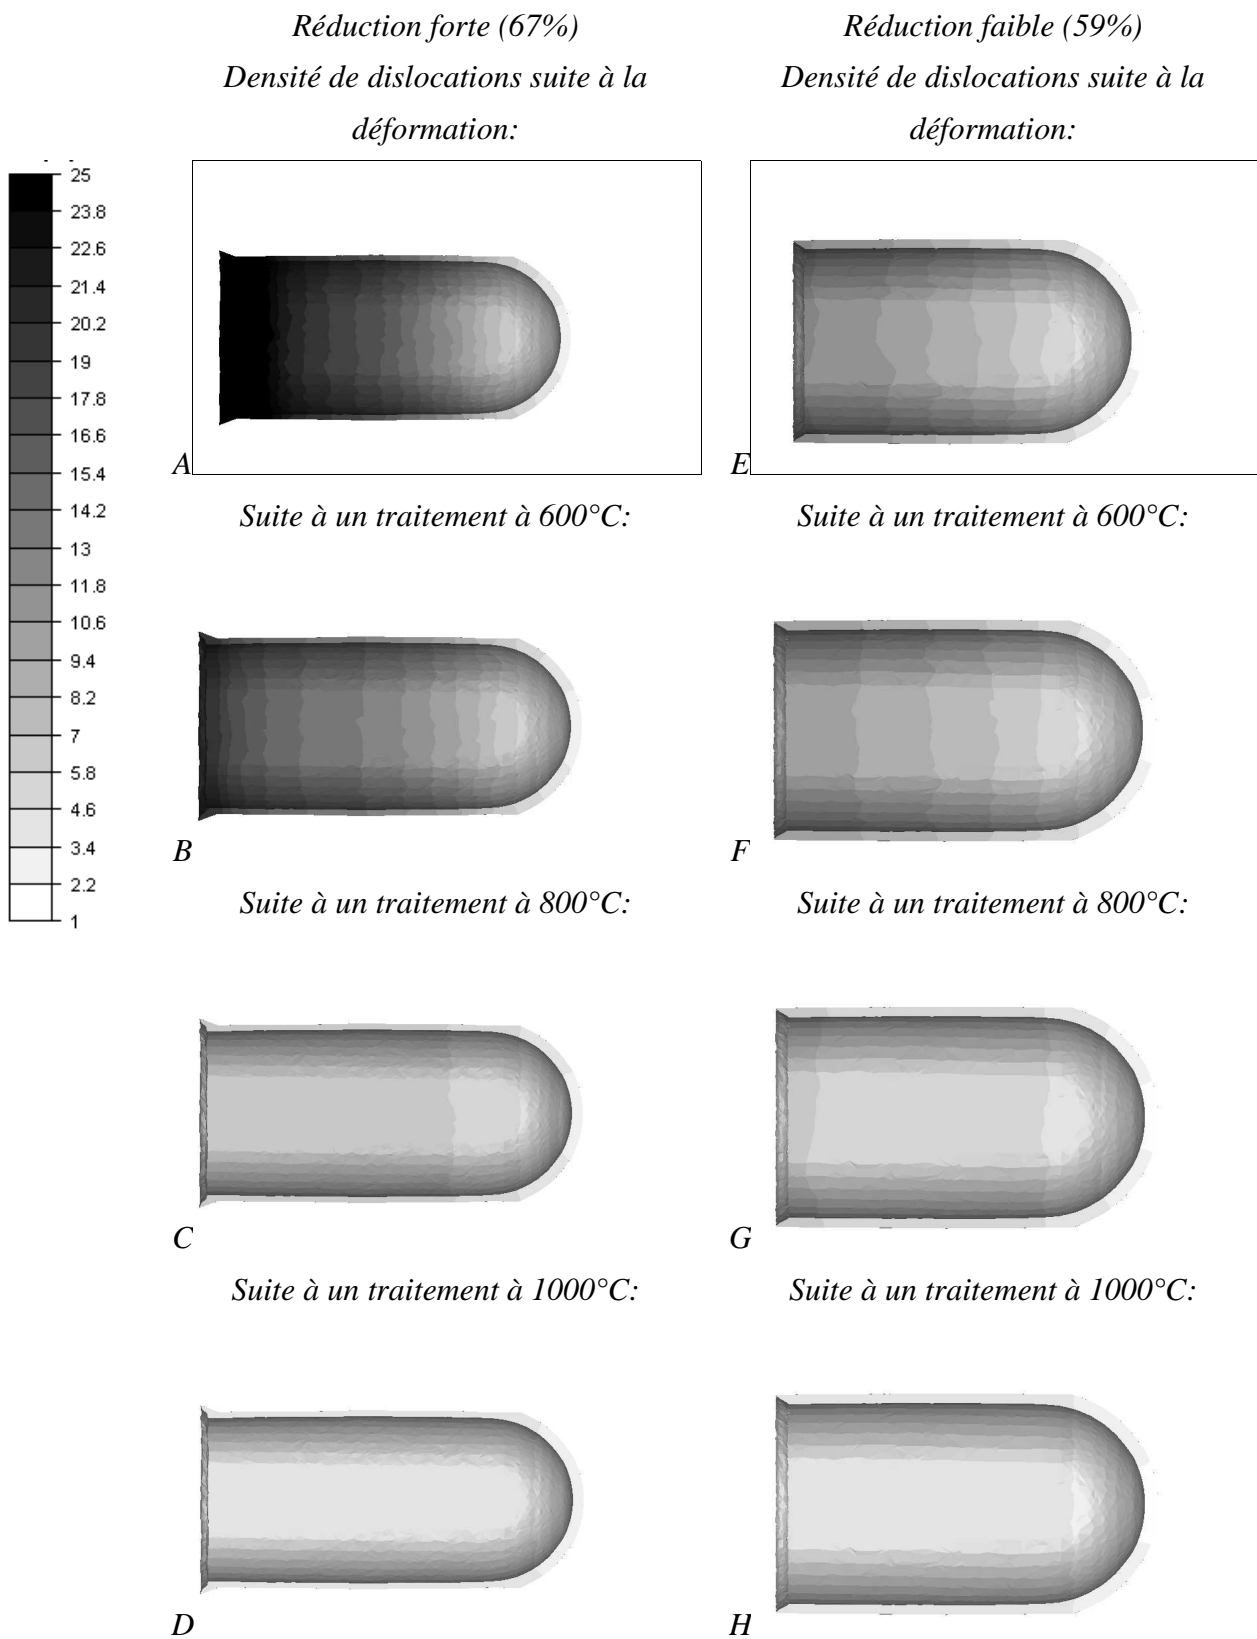 Réduction forte (67%)
Densité de dislocations suite à la
déformation:
Réduction faible (59%)
Densité de dislocations suite à la
déformation:
25
23.8
22.6
21.4
20.2
19
17.8
16.6
15.4
14.2
13
11.8
10.6
9.4
8.2
7
5.8
4.6
3.4
2.2
1
A
E
Suite à un traitement à 600°C:
Suite à un traitement à 600°C:
B
F
Suite à un traitement à 800°C:
Suite à un traitement à 800°C:
C
G
Suite à un traitement à 1000°C:
Suite à un traitement à 1000°C:
D
H